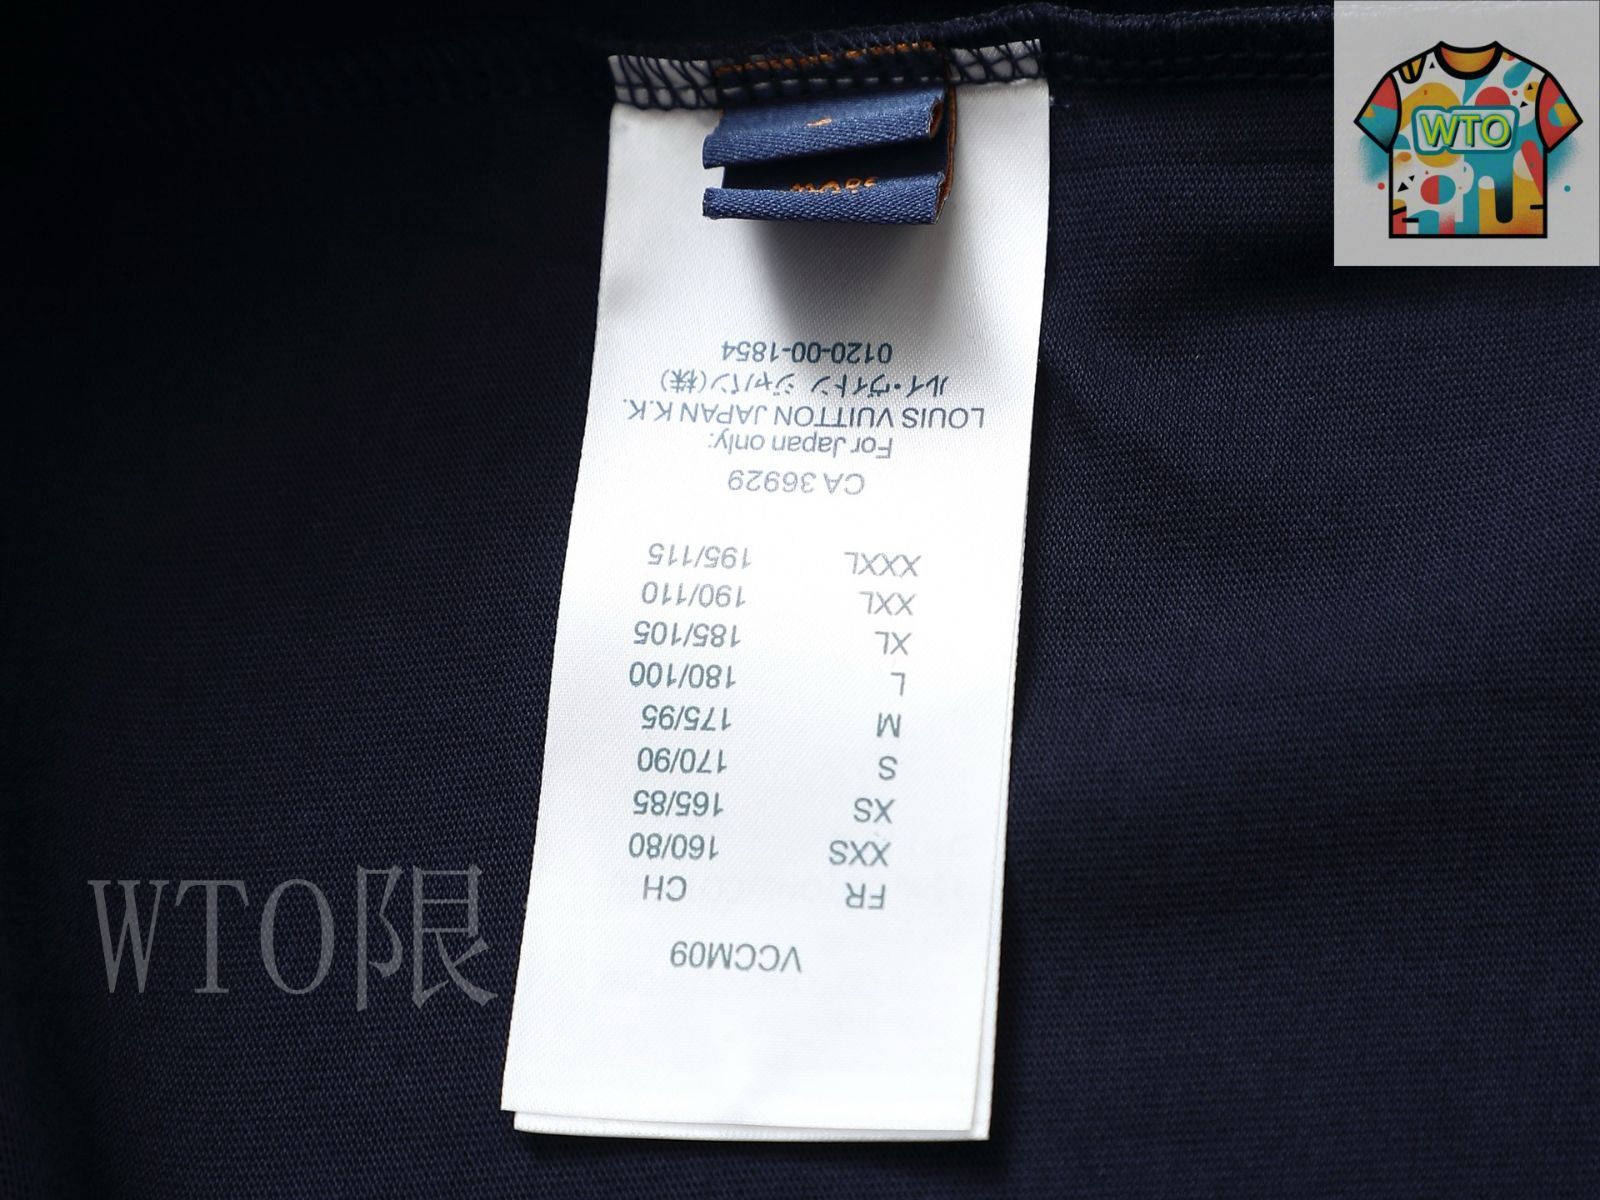 WTO
VCCM09
FR CH
XXS 160/80
XS 165/85
S 170/90
M 175/95
L 180/100
XL 185/105
XXL 190/110
XXXL 195/115
CA 36929
For Japan only:
LOUIS VUITTON JAPAN K.K.
ルイ・ヴィトン ジャパン(株)
0120-00-1854
WTO限